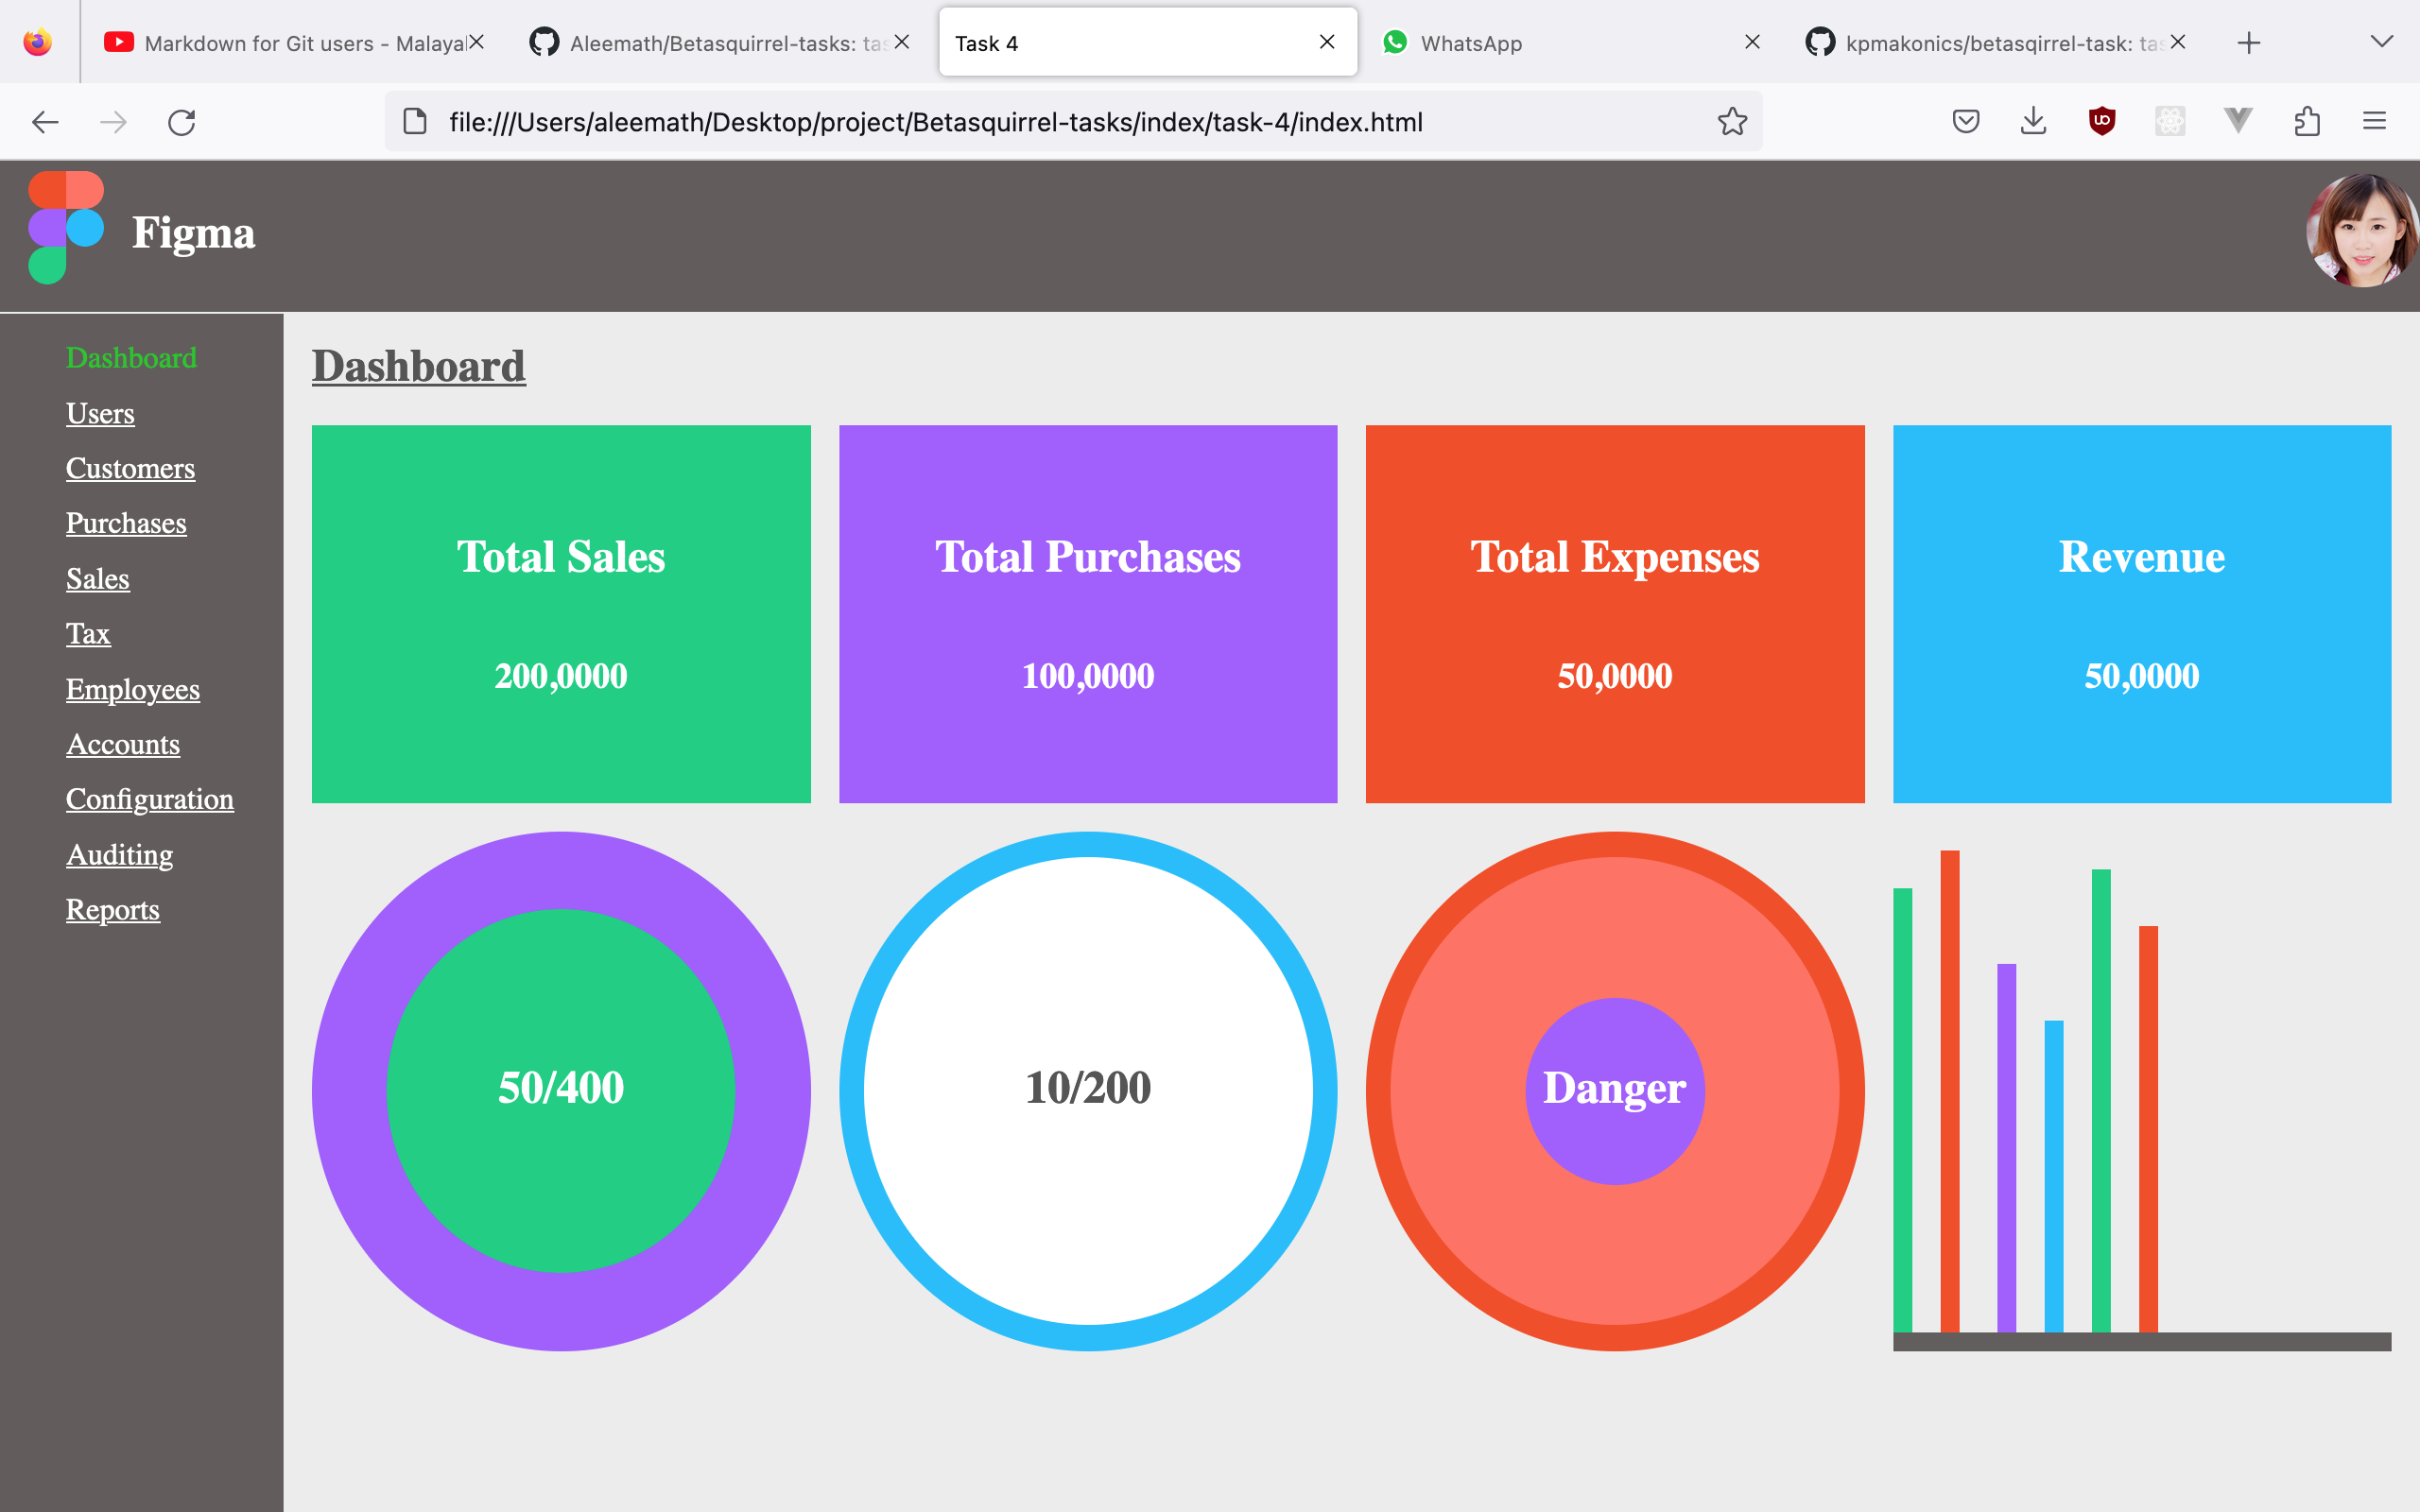 Markdown for Git users - Malayal
Aleemath/Betasquirrel-tasks: tas
Task 4
WhatsApp
kpmakonics/betasqirrel-task: tas
file:///Users/aleemath/Desktop/project/Betasquirrel-tasks/index/task-4/index.html
Figma
Dashboard
Users
Customers
Purchases
Sales
Tax
Employees
Accounts
Configuration
Auditing
Reports
Dashboard
Total Sales
200,0000
Total Purchases
100,0000
Total Expenses
50,0000
Revenue
50,0000
50/400
10/200
Danger